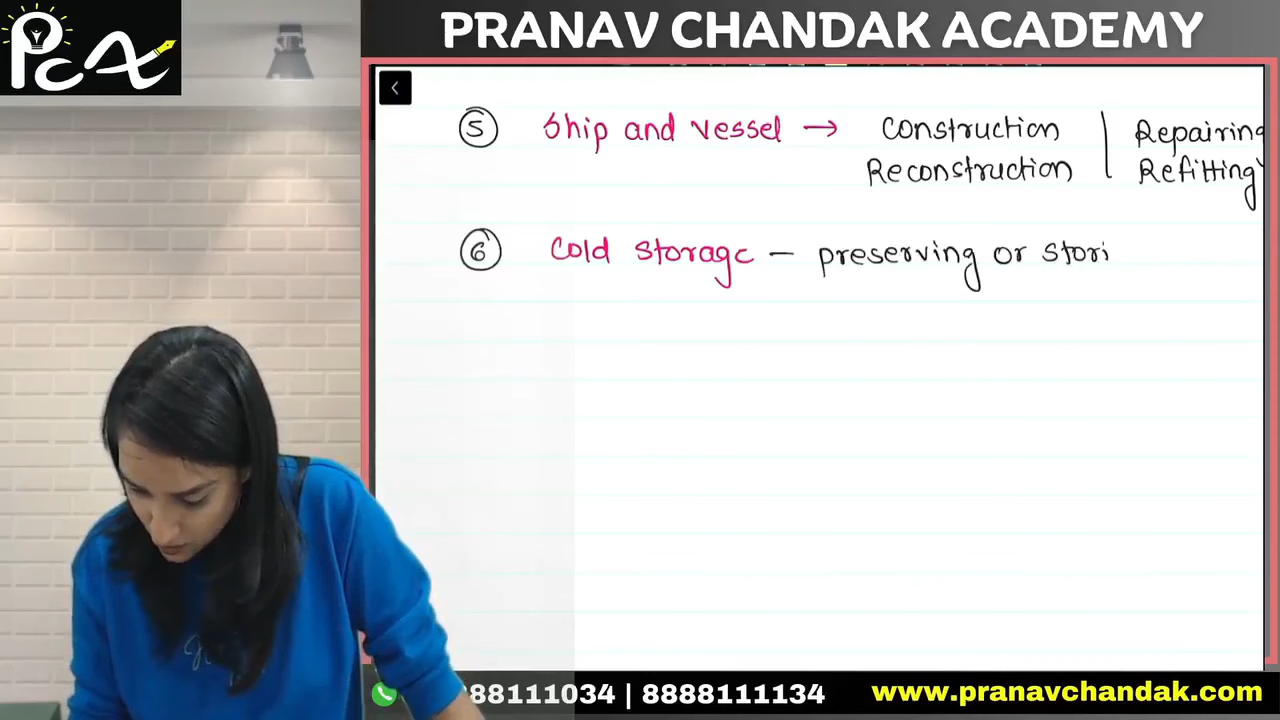 PCA
PRANAV CHANDAK ACADEMY
5 Ship and vessel → Construction | Repairing
Reconstruction | Refitting
6 Cold storage – preserving or stori
88111034 | 8888111134
www.pranavchandak.com